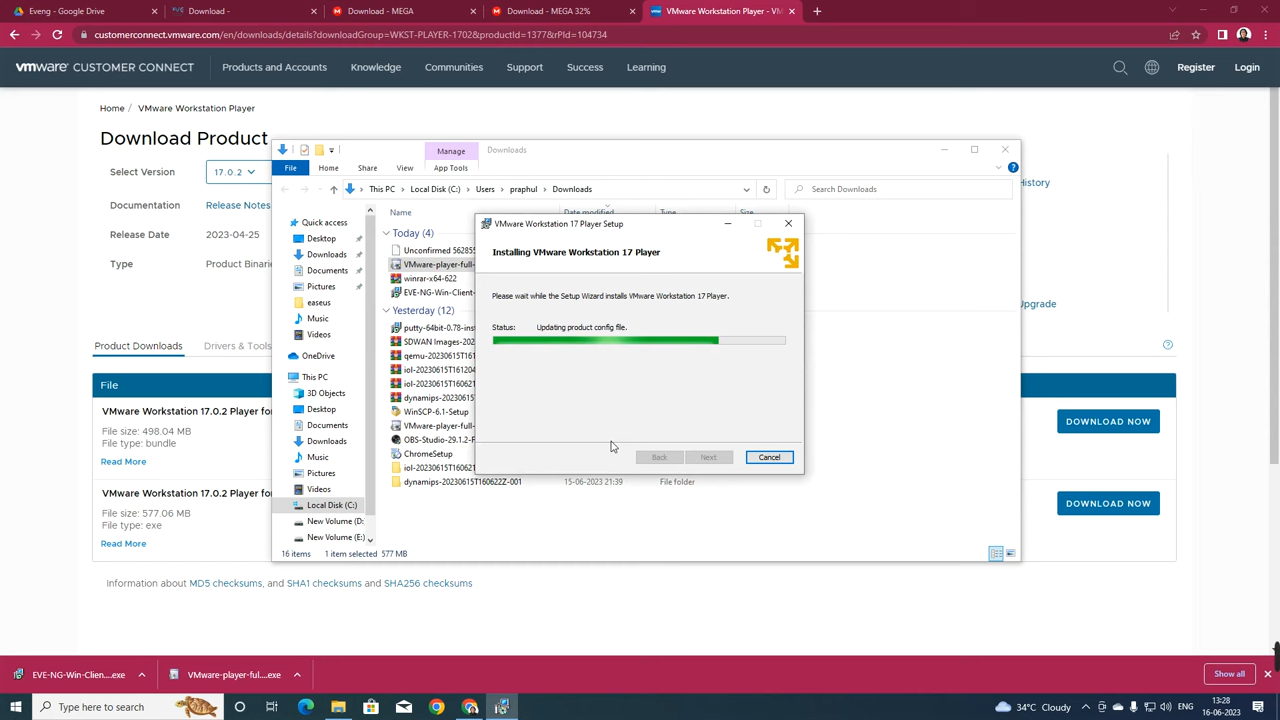 Eveng - Google Drive
Download -
Download - MEGA
Download - MEGA 32%
VMware Workstation Player - VM
customerconnect.vmware.com/en/downloads/details?downloadGroup=WKST-PLAYER-1702&productId=1377&rPId=104734
vmware CUSTOMER CONNECT
Products and Accounts
Knowledge
Communities
Support
Success
Learning
Register
Login
Home / VMware Workstation Player
Download Product
Select Version
17.0.2
Documentation
Release Notes
Release Date
2023-04-25
Type
Product Binarie
History
Upgrade
Product Downloads
Drivers & Tools
File
VMware Workstation 17.0.2 Player for
File size: 498.04 MB
File type: bundle
Read More
DOWNLOAD NOW
VMware Workstation 17.0.2 Player for
File size: 577.06 MB
File type: exe
Read More
DOWNLOAD NOW
Information about MD5 checksums, and SHA1 checksums and SHA256 checksums
Manage
Downloads
File
Home
Share
View
App Tools
This PC
Local Disk (C:)
Users
praphul
Downloads
Search Downloads
Quick access
Desktop
Downloads
Documents
Pictures
easeus
Music
Videos
OneDrive
This PC
3D Objects
Desktop
Documents
Downloads
Music
Pictures
Videos
Local Disk (C:)
New Volume (D:
New Volume (E:)
Name
Date modified
Type
Size
Today (4)
Unconfirmed 562855
VMware-player-full-
winrar-x64-622
EVE-NG-Win-Client-
Yesterday (12)
putty-64bit-0.78-inst
SDWAN Images-202
qemu-20230615T161
iol-20230615T161204
iol-20230615T160621
dynamips-20230615T
WinSCP-6.1-Setup
VMware-player-full-
OBS-Studio-29.1.2-F
ChromeSetup
iol-20230615T160621
dynamips-20230615T160622Z-001
15-06-2023 21:39
File folder
16 items
1 item selected 577 MB
VMware Workstation 17 Player Setup
Installing VMware Workstation 17 Player
Please wait while the Setup Wizard installs VMware Workstation 17 Player.
Status:
Updating product config file.
Back
Next
Cancel
EVE-NG-Win-Clien....exe
VMware-player-ful....exe
Show all
Type here to search
34°C Cloudy
13:28
16-06-2023